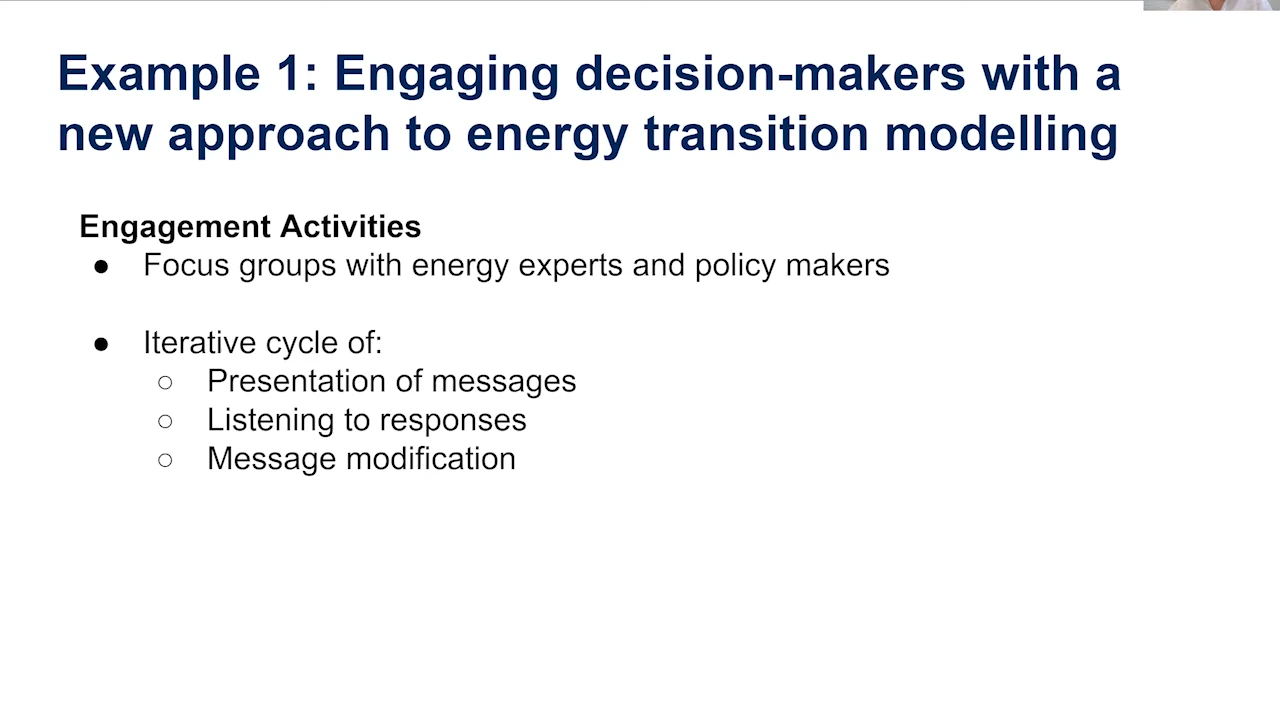 Example 1: Engaging decision-makers with a
new approach to energy transition modelling
Engagement Activities
● Focus groups with energy experts and policy makers
● Iterative cycle of:
○ Presentation of messages
○ Listening to responses
○ Message modification